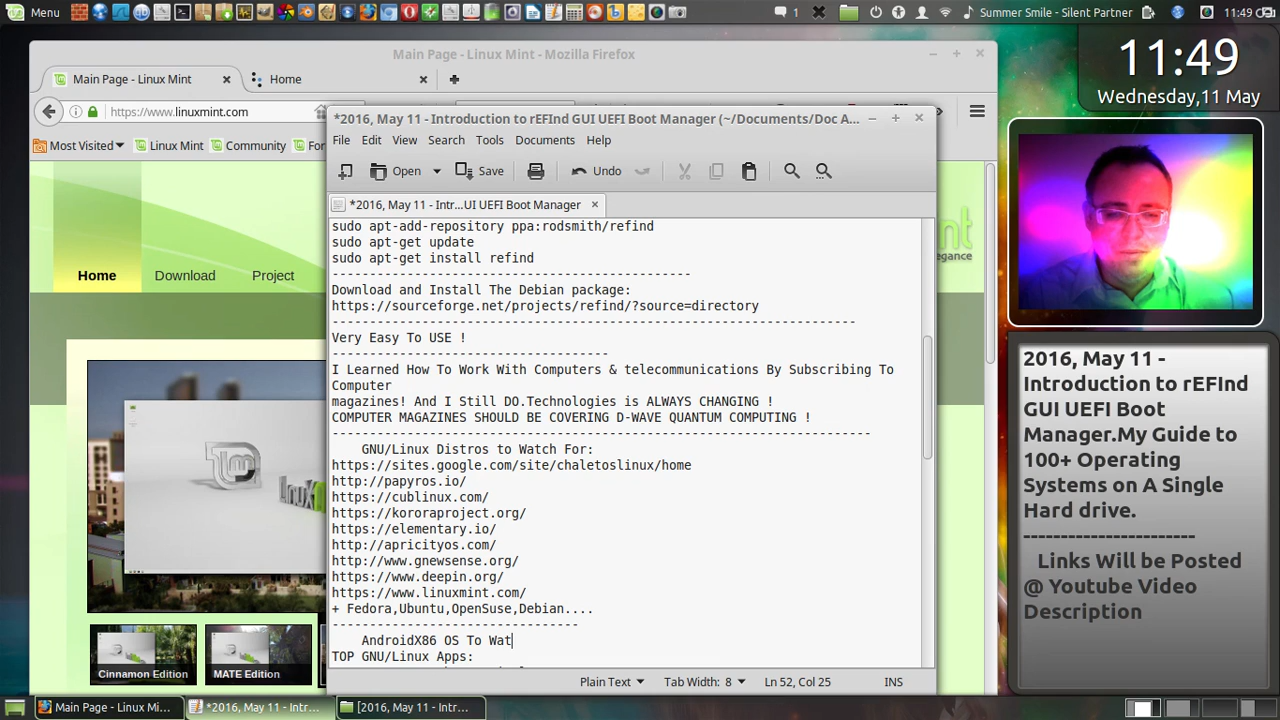 Menu
1
Summer Smile - Silent Partner
11:49
Main Page - Linux Mint - Mozilla Firefox
Main Page - Linux Mint
Home
https://www.linuxmint.com
Most Visited
Linux Mint
Community
Home
Download
Project
Cinnamon Edition
MATE Edition
*2016, May 11 - Introduction to rEFInd GUI UEFI Boot Manager (~/Documents/Doc A...
File Edit View Search Tools Documents Help
Open
Save
Undo
*2016, May 11 - Intr...UI UEFI Boot Manager
sudo apt-add-repository ppa:rodsmith/refind
sudo apt-get update
sudo apt-get install refind
------------------------------------------------
Download and Install The Debian package:
https://sourceforge.net/projects/refind/?source=directory
----------------------------------------------------------------------
Very Easy To USE !
-------------------------------------
I Learned How To Work With Computers & telecommunications By Subscribing To
Computer
magazines! And I Still DO.Technologies is ALWAYS CHANGING !
COMPUTER MAGAZINES SHOULD BE COVERING D-WAVE QUANTUM COMPUTING !
------------------------------------------------------------------------
GNU/Linux Distros to Watch For:
https://sites.google.com/site/chaletoslinux/home
http://papyros.io/
https://cublinux.com/
https://kororaproject.org/
https://elementary.io/
http://apricityos.com/
http://www.gnewsense.org/
https://www.deepin.org/
https://www.linuxmint.com/
+ Fedora,Ubuntu,OpenSuse,Debian....
---------------------------------
AndroidX86 OS To Wat
TOP GNU/Linux Apps:
Plain Text
Tab Width: 8
Ln 52, Col 25
INS
11:49
Wednesday,11 May
2016, May 11 -
Introduction to rEFInd
GUI UEFI Boot
Manager.My Guide to
100+ Operating
Systems on A Single
Hard drive.
-----------------------
Links Will be Posted
@ Youtube Video
Description
Main Page - Linux Mi...
*2016, May 11 - Intr...
[2016, May 11 - Intr...